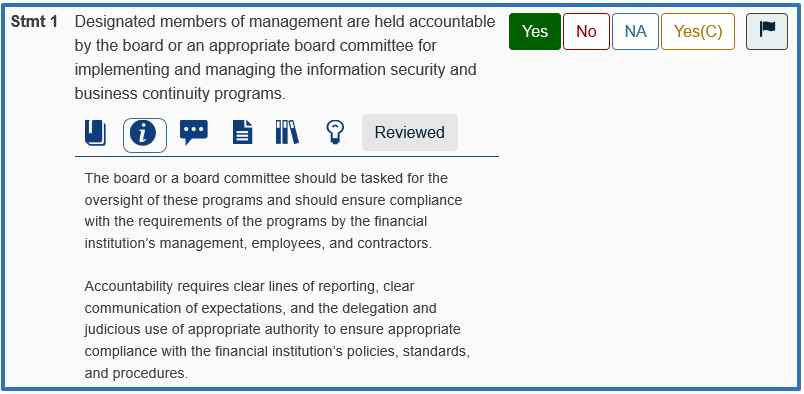 Stmt 1 Designated members of management are held accountable Yes No NA Yes(C)
by the board or an appropriate board committee for
implementing and managing the information security and
business continuity programs.
Reviewed
The board or a board committee should be tasked for the
oversight of these programs and should ensure compliance
with the requirements of the programs by the financial
institution’s management, employees, and contractors.
Accountability requires clear lines of reporting, clear
communication of expectations, and the delegation and
judicious use of appropriate authority to ensure appropriate
compliance with the financial institution’s policies, standards,
and procedures.